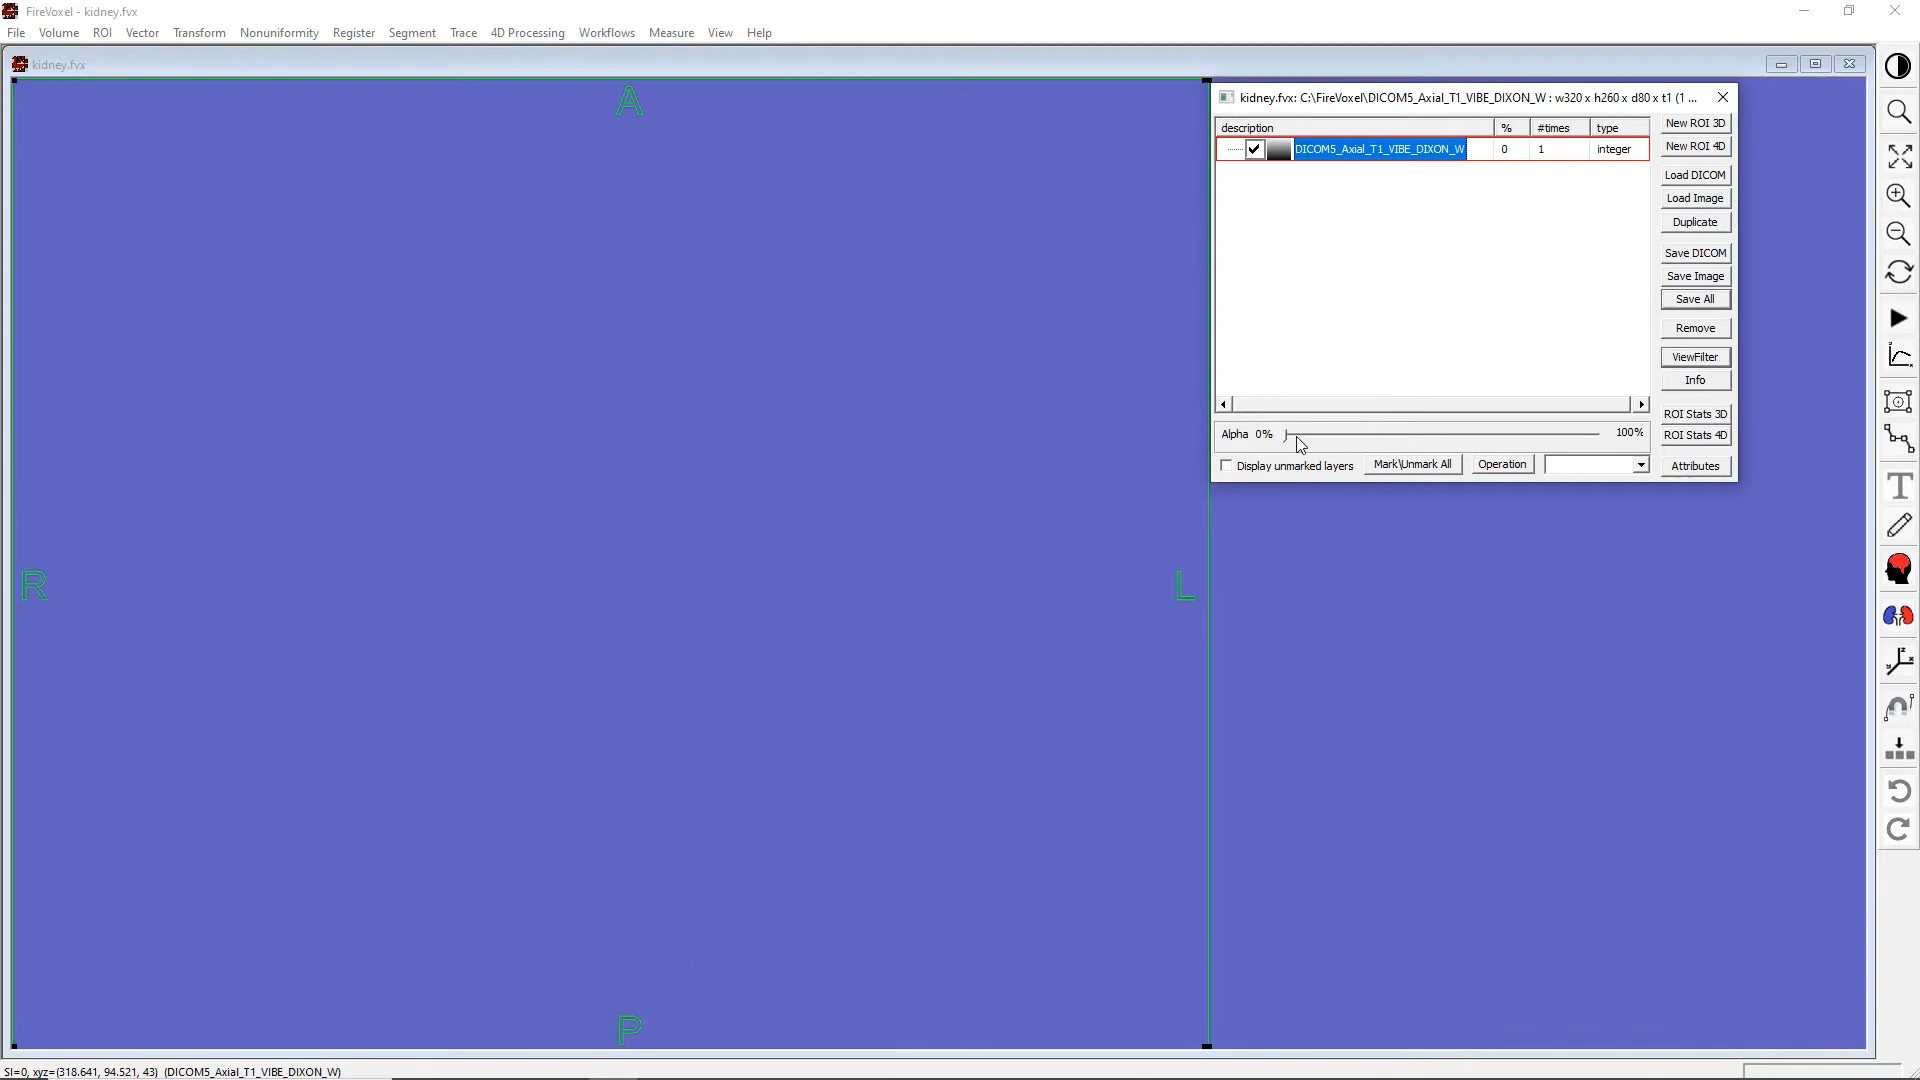 FireVoxel - kidney.fvx
File Volume ROI Vector Transform Nonuniformity Register Segment Trace 4D Processing Workflows Measure View Help
kidney.fvx
A
R
L
P
kidney.fvx: C:\FireVoxel\DICOM5_Axial_T1_VIBE_DIXON_W : w320 x h260 x d80 x t1 (1 ...
description % #times type
DICOM5_Axial_T1_VIBE_DIXON_W 0 1 integer
New ROI 3D
New ROI 4D
Load DICOM
Load Image
Duplicate
Save DICOM
Save Image
Save All
Remove
ViewFilter
Info
ROI Stats 3D
ROI Stats 4D
Attributes
Alpha 0% 100%
Display unmarked layers Mark\Unmark All Operation
T
SI=0, xyz=(318.641, 94.521, 43) (DICOM5_Axial_T1_VIBE_DIXON_W)